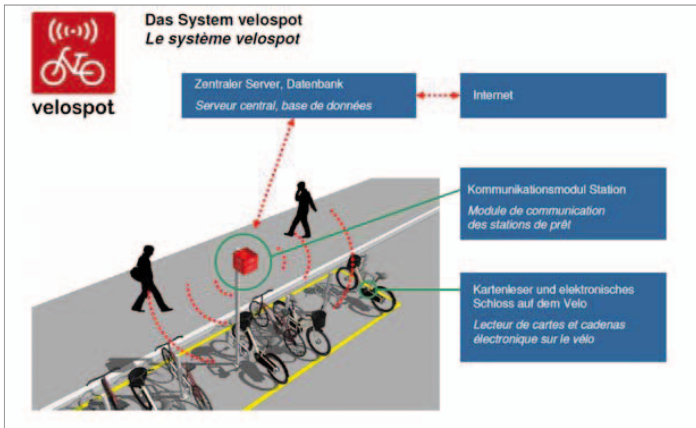 Das System velospot
Le système velospot
velospot
Zentraler Server, Datenbank
Serveur central, base de données
Internet
Kommunikationsmodul Station
Module de communication
des stations de prêt
Kartenleser und elektronisches
Schloss auf dem Velo
Lecteur de cartes et cadenas
électronique sur le vélo